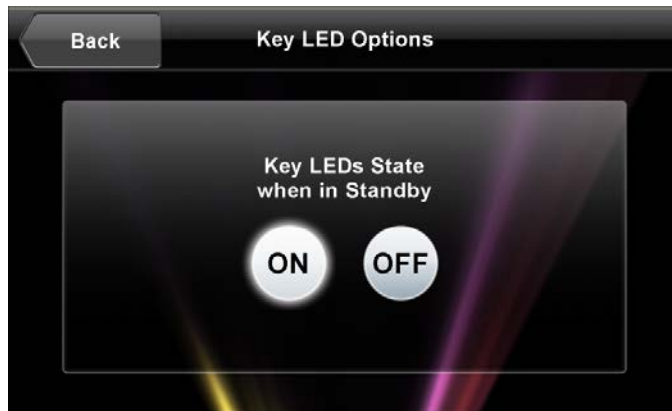 Back
Key LED Options
Key LEDs State
when in Standby
ON
OFF